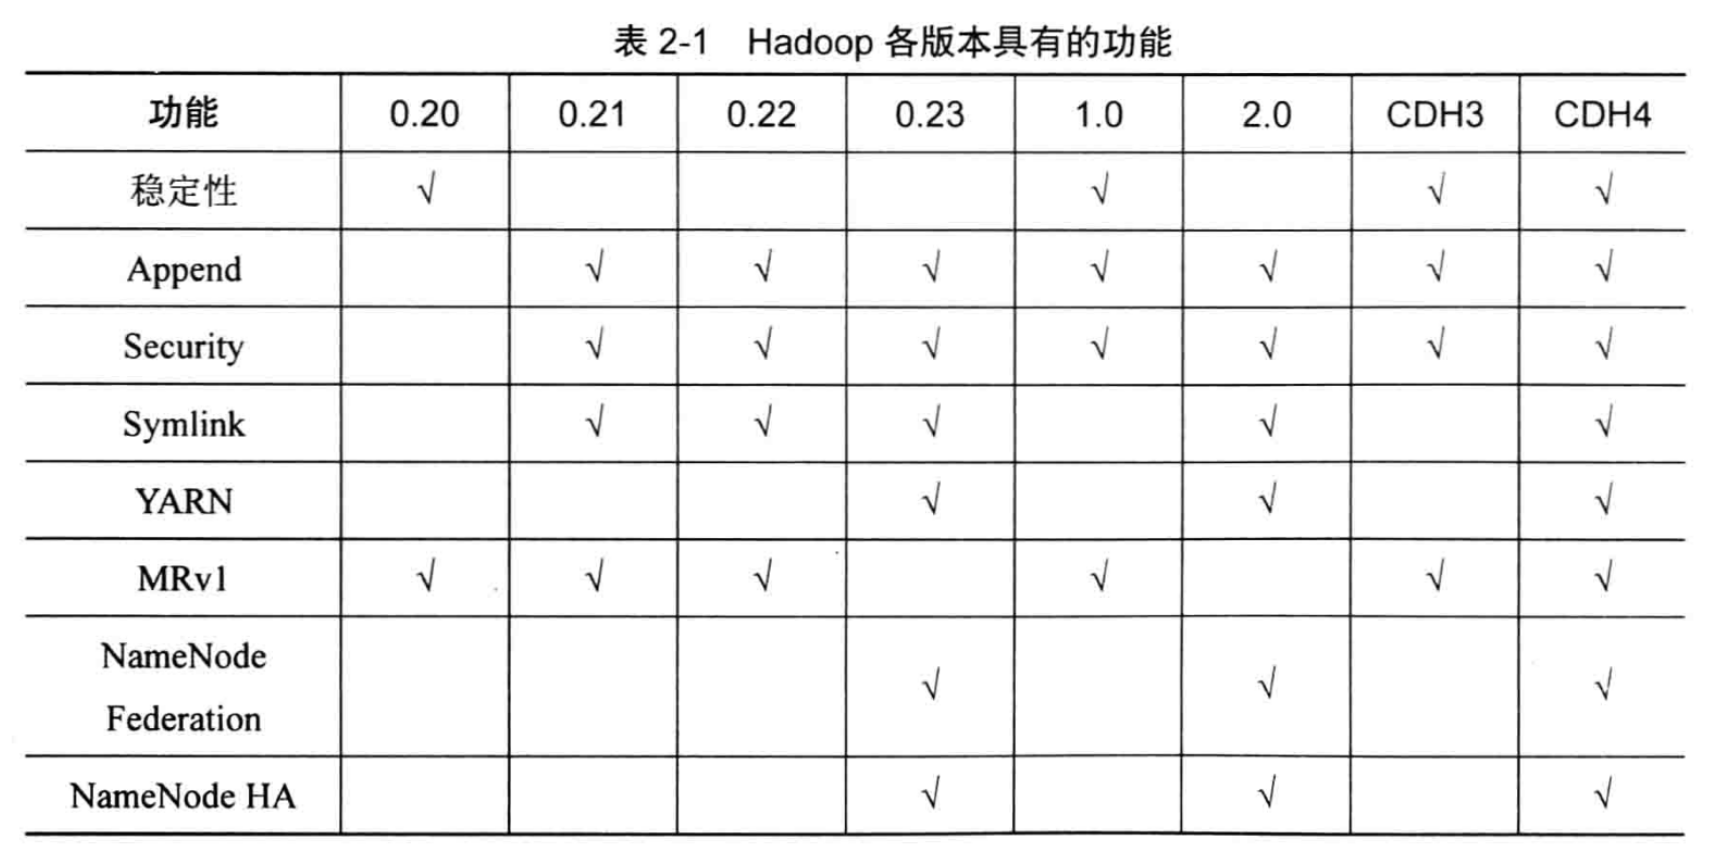 表 2-1 Hadoop 各版本具有的功能
功能 0.20 0.21 0.22 0.23 1.0 2.0 CDH3 CDH4
稳定性 √ √ √ √
Append √ √ √ √ √ √ √
Security √ √ √ √ √ √ √
Symlink √ √ √ √ √
YARN √ √ √
MRv1 √ √ √ √ √ √
NameNode
Federation √ √ √
NameNode HA √ √ √